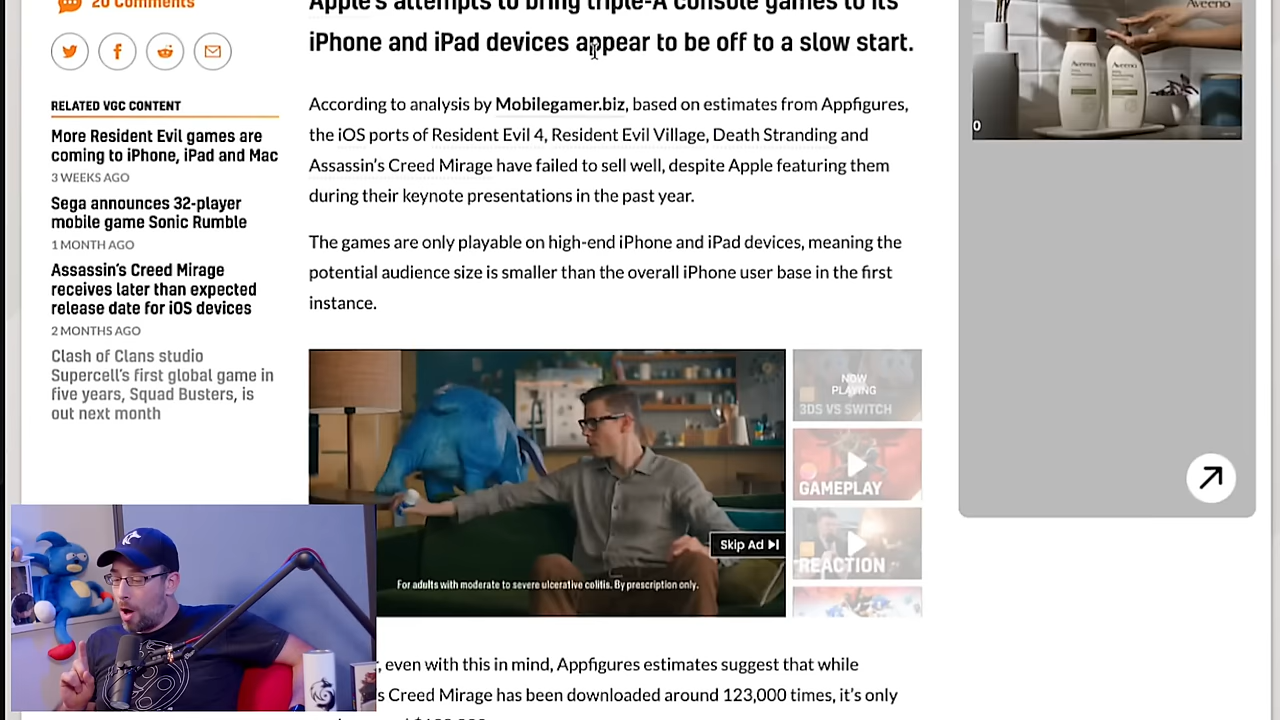 20 Comments
Apple's attempts to bring triple-A console games to its
iPhone and iPad devices appear to be off to a slow start.
RELATED VGC CONTENT
More Resident Evil games are
coming to iPhone, iPad and Mac
3 WEEKS AGO
Sega announces 32-player
mobile game Sonic Rumble
1 MONTH AGO
Assassin's Creed Mirage
receives later than expected
release date for iOS devices
2 MONTHS AGO
Clash of Clans studio
Supercell's first global game in
five years, Squad Busters, is
out next month
According to analysis by Mobilegamer.biz, based on estimates from Appfigures,
the iOS ports of Resident Evil 4, Resident Evil Village, Death Stranding and
Assassin's Creed Mirage have failed to sell well, despite Apple featuring them
during their keynote presentations in the past year.
The games are only playable on high-end iPhone and iPad devices, meaning the
potential audience size is smaller than the overall iPhone user base in the first
instance.
Skip Ad
For adults with moderate to severe ulcerative colitis. By prescription only.
NOW
PLAYING
3DS VS SWITCH
GAMEPLAY
REACTION
, even with this in mind, Appfigures estimates suggest that while
s Creed Mirage has been downloaded around 123,000 times, it's only
Aveeno
Aveeno
Aveeno
0